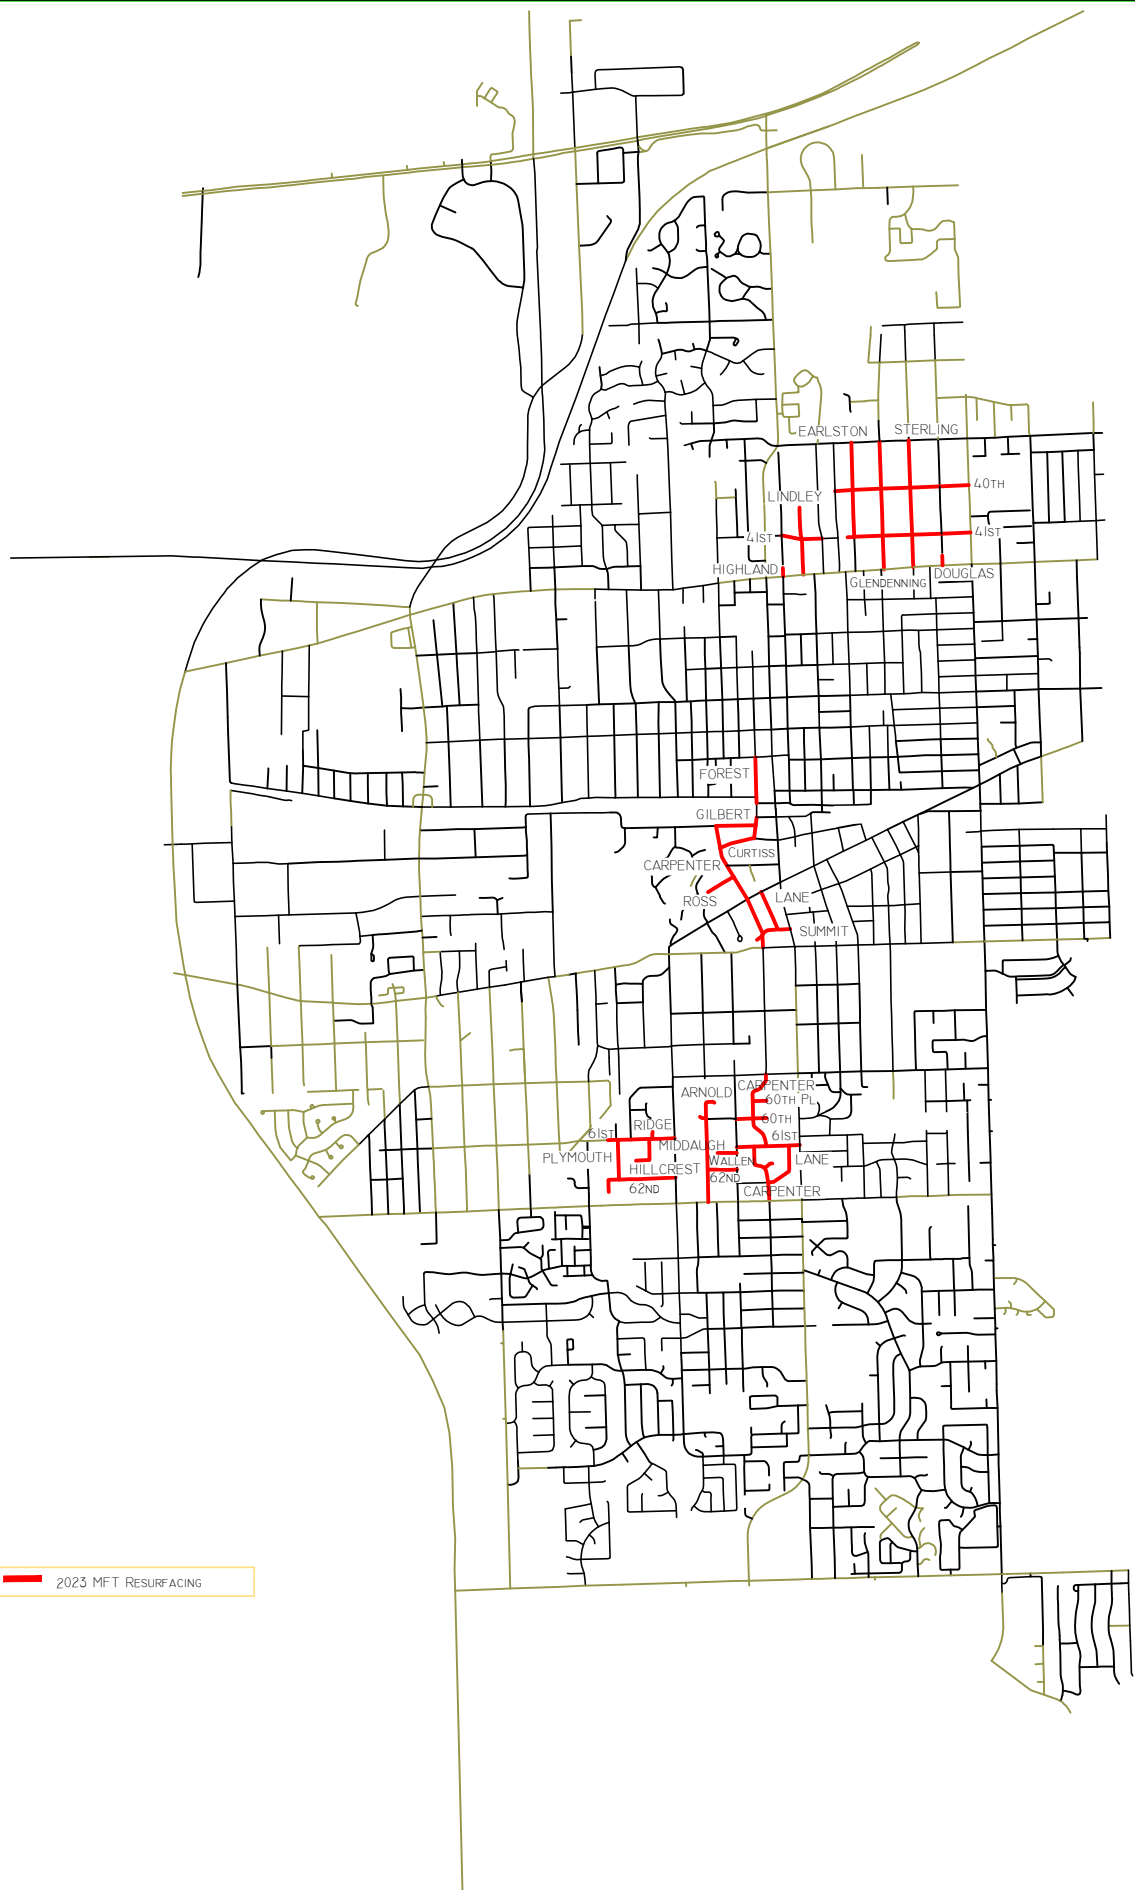 EARLSTON
STERLING
40TH
LINDLEY
41ST
41ST
HIGHLAND
GLENDENNING
DOUGLAS
FOREST
GILBERT
CURTISS
CARPENTER
ROSS
LANE
SUMMIT
ARNOLD
CARPENTER
60TH PL
60TH
RIDGE
61ST
61ST
MIDDAUGH
PLYMOUTH
WALLEN
LANE
HILLCREST
62ND
62ND
CARPENTER
2023 MFT RESURFACING